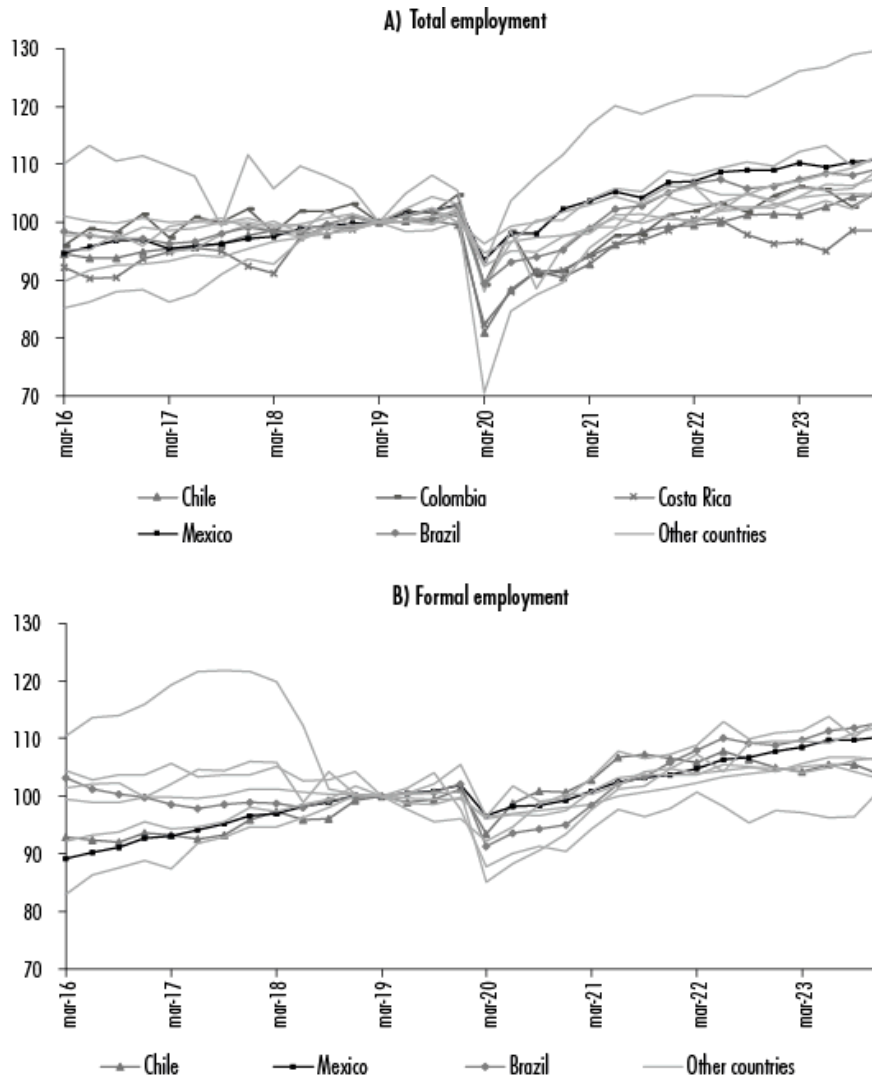 A) Total employment
130
120
110
100
90
80
70
mar-16
mar-17
mar-18
mar-19
mar-20
mar-21
mar-22
mar-23
Chile
Colombia
Costa Rica
Mexico
Brazil
Other countries
B) Formal employment
130
120
110
100
90
80
70
mar-16
mar-17
mar-18
mar-19
mar-20
mar-21
mar-22
mar-23
Chile
Mexico
Brazil
Other countries